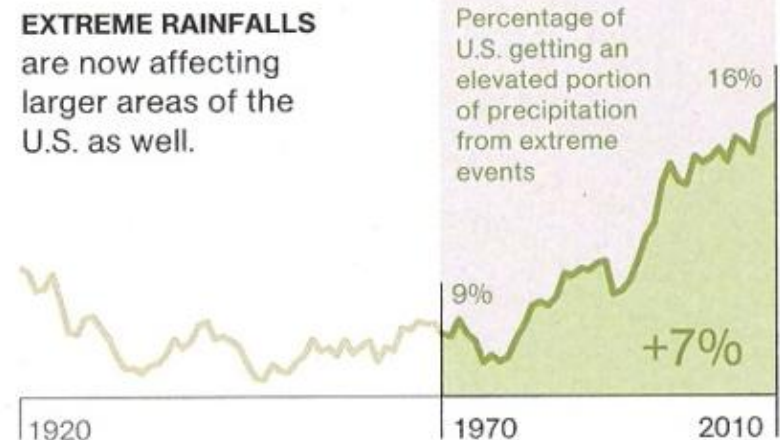 EXTREME RAINFALLS
are now affecting
larger areas of the
U.S. as well.
Percentage of
U.S. getting an
elevated portion
of precipitation
from extreme
events
16%
9%
+7%
1920
1970
2010